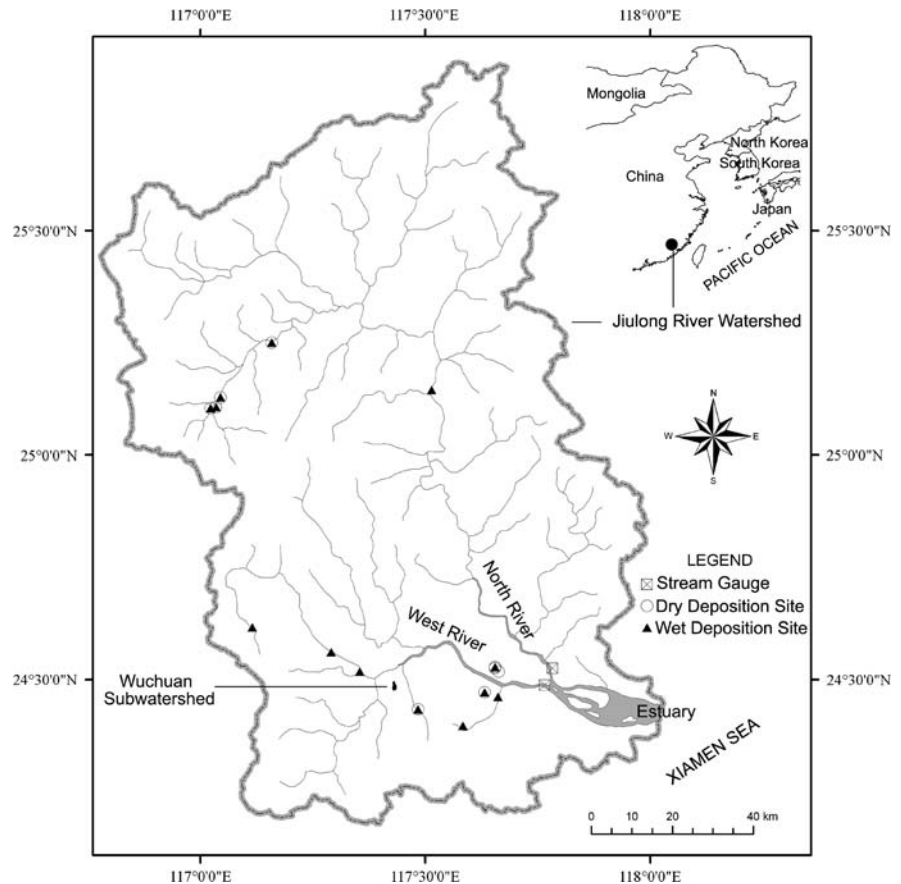 117°0'0"E
117°30'0"E
118°0'0"E
Mongolia
North Korea
South Korea
China
Japan
PACIFIC OCEAN
25°30'0"N
25°30'0"N
Jiulong River Watershed
N
W
E
S
25°0'0"N
25°0'0"N
LEGEND
Stream Gauge
Dry Deposition Site
Wet Deposition Site
North River
West River
Wuchuan
Subwatershed
24°30'0"N
24°30'0"N
Estuary
XIAMEN SEA
0 5 10 20 30 40 km
117°0'0"E
117°30'0"E
118°0'0"E